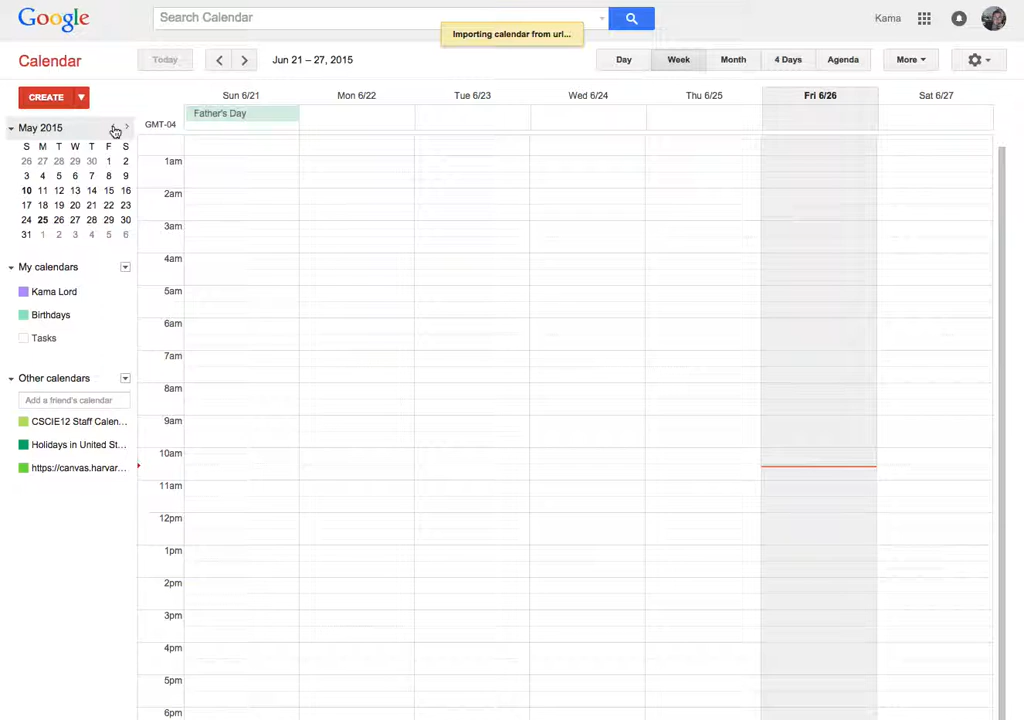 Google
Search Calendar
Kama
Importing calendar from url...
Calendar
Today
Jun 21 – 27, 2015
Day
Week
Month
4 Days
Agenda
More
CREATE
May 2015
S M T W T F S
26 27 28 29 30 1 2
3 4 5 6 7 8 9
10 11 12 13 14 15 16
17 18 19 20 21 22 23
24 25 26 27 28 29 30
31 1 2 3 4 5 6
My calendars
Kama Lord
Birthdays
Tasks
Other calendars
Add a friend's calendar
CSCIE12 Staff Calen...
Holidays in United St...
https://canvas.harvar...
Sun 6/21 Mon 6/22 Tue 6/23 Wed 6/24 Thu 6/25 Fri 6/26 Sat 6/27
Father's Day
GMT-04
1am
2am
3am
4am
5am
6am
7am
8am
9am
10am
11am
12pm
1pm
2pm
3pm
4pm
5pm
6pm